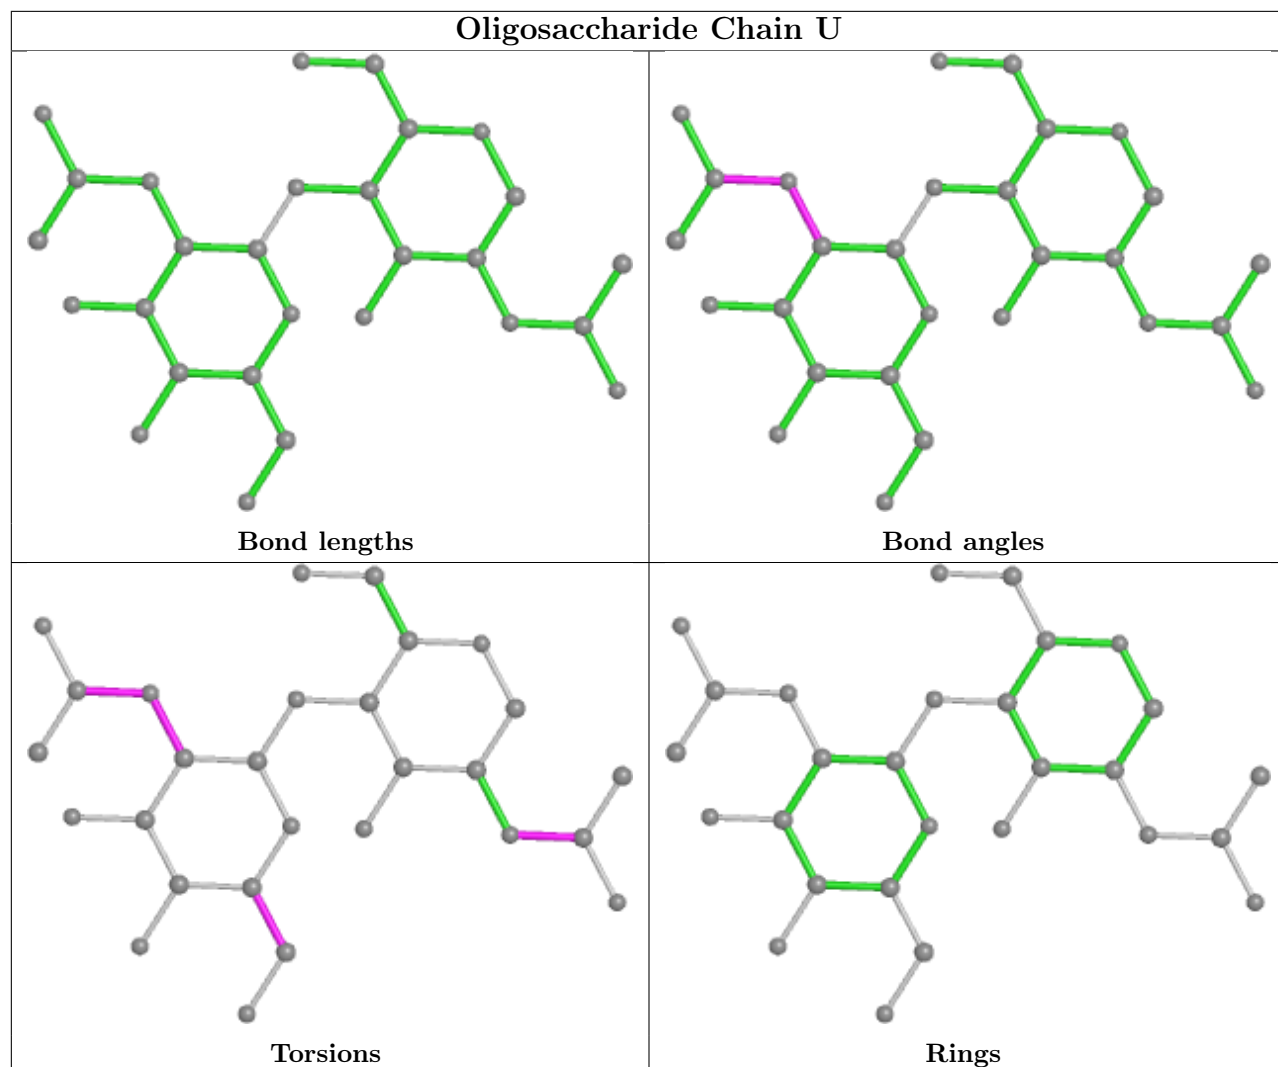 Oligosaccharide Chain U
Bond lengths
Bond angles
Torsions
Rings